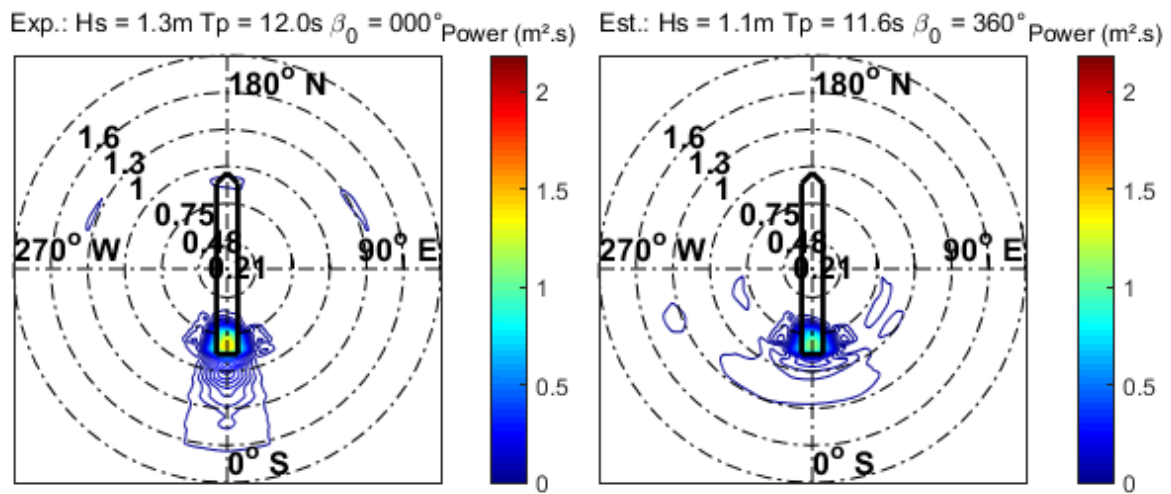 Exp.: Hs = 1.3m Tp = 12.0s β₀ = 000° Power (m².s)
180° N
1.6
1.3
1
0.75
0.48
0.21
270° W
90° E
0° S
2
1.5
1
0.5
0
Est.: Hs = 1.1m Tp = 11.6s β₀ = 360° Power (m².s)
180° N
1.6
1.3
1
0.75
0.48
0.21
270° W
90° E
0° S
2
1.5
1
0.5
0